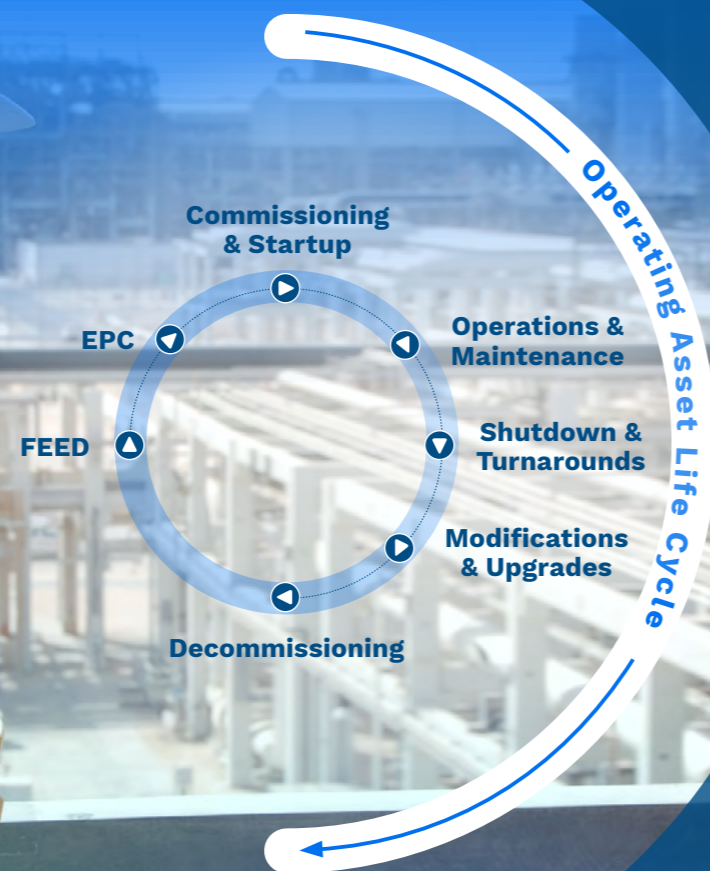 Commissioning
& Startup
EPC
Operations &
Maintenance
FEED
Shutdown &
Turnarounds
Modifications
& Upgrades
Decommissioning
Operating Asset Life Cycle